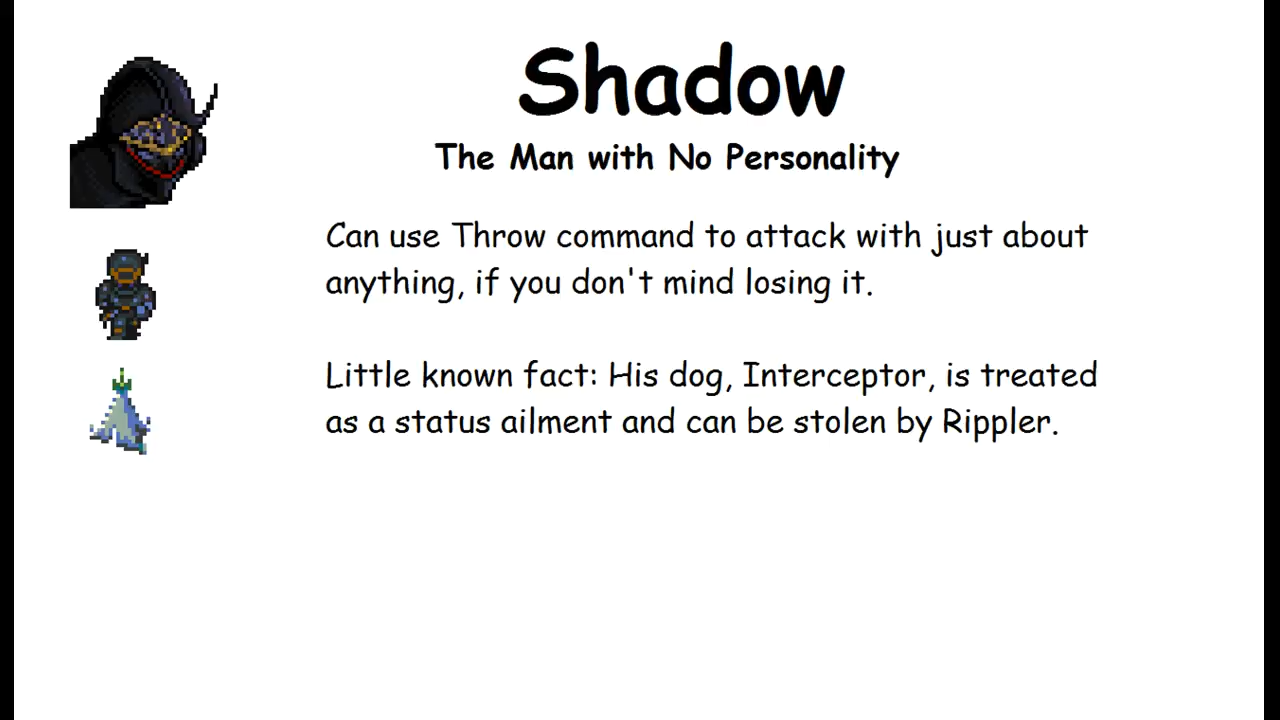 Shadow
The Man with No Personality
Can use Throw command to attack with just about
anything, if you don't mind losing it.
Little known fact: His dog, Interceptor, is treated
as a status ailment and can be stolen by Rippler.